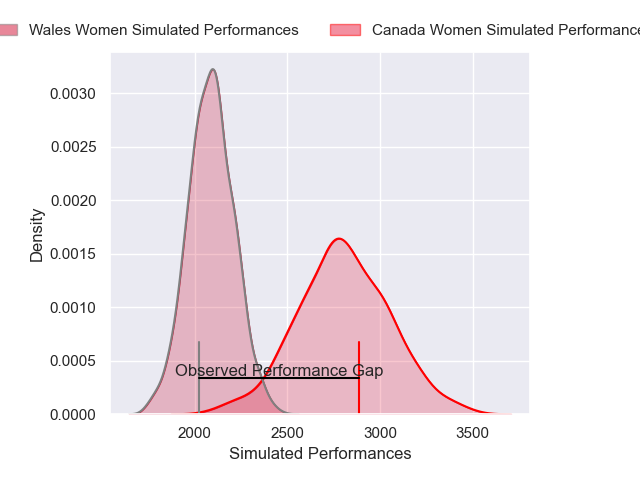 Wales Women Simulated Performances
Canada Women Simulated Performance
0.0030
0.0025
0.0020
0.0015
0.0010
0.0005
0.0000
Density
Observed Performance Gap
2000 2500 3000 3500
Simulated Performances